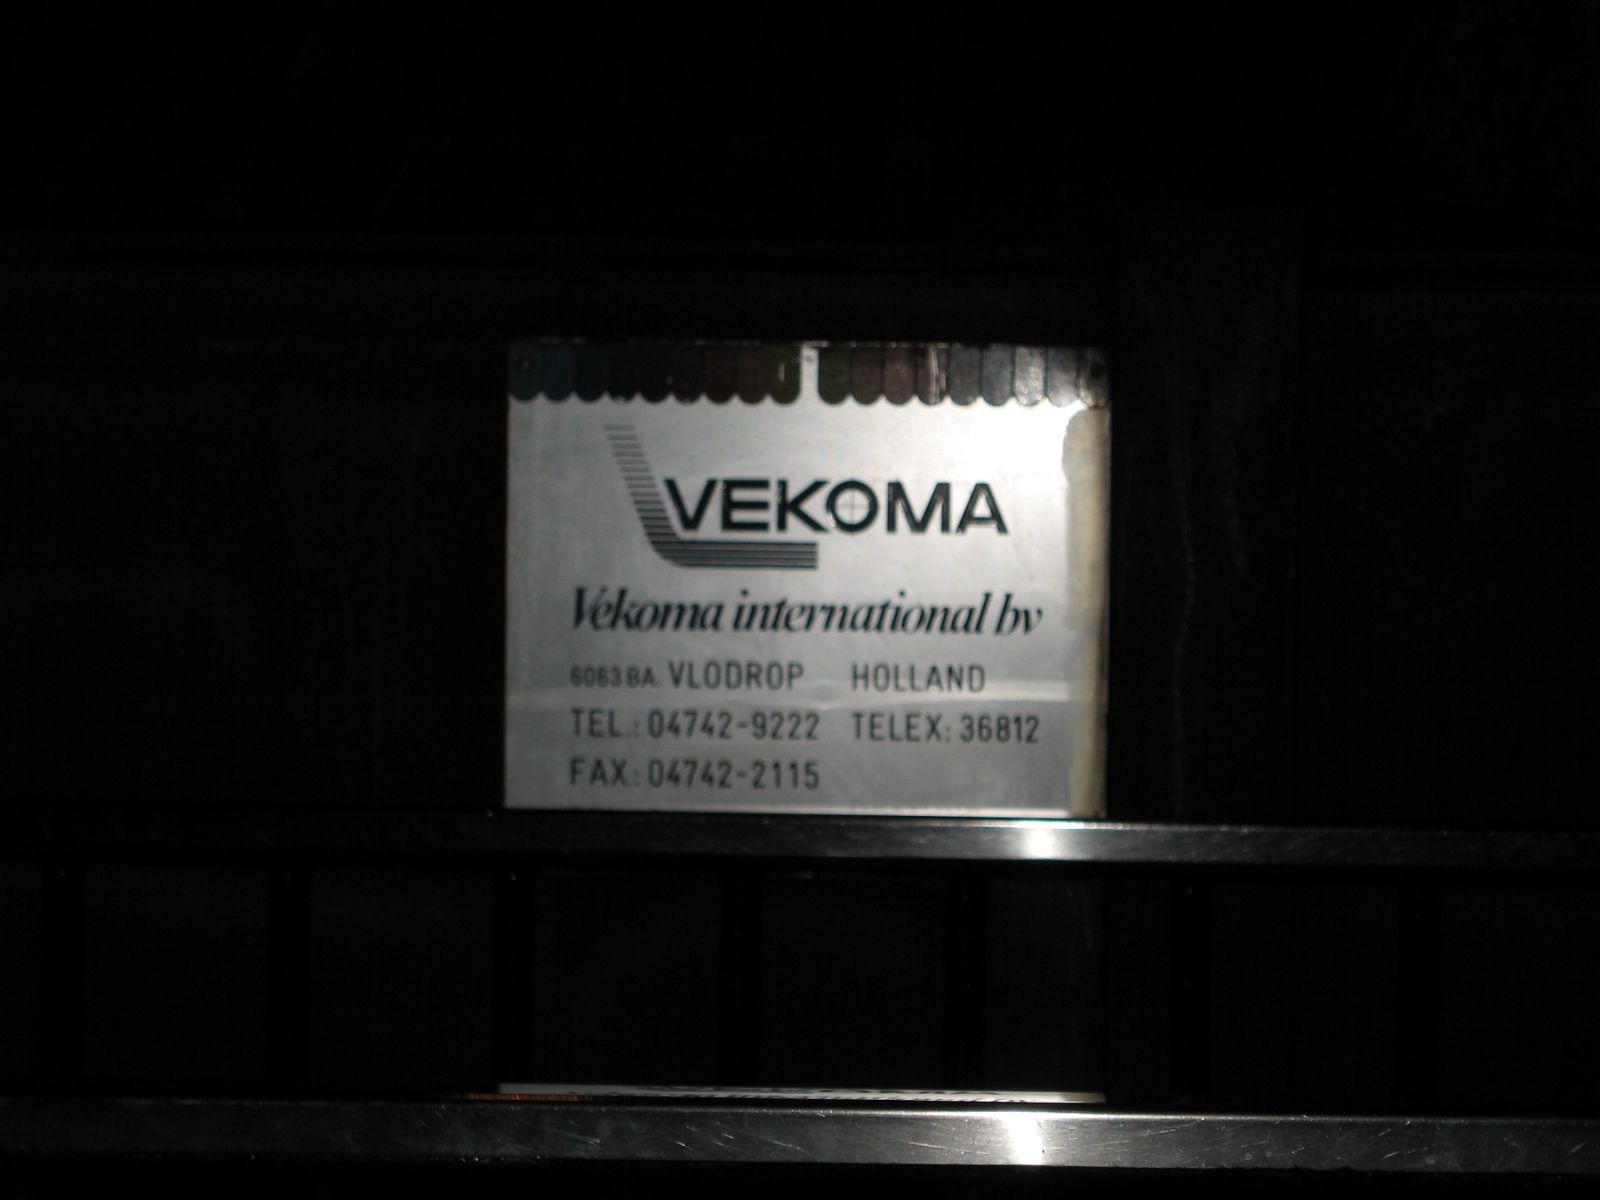 VEKOMA
Vekoma international bv
6063 BA. VLODROP HOLLAND
TEL.: 04742-9222 TELEX: 36812
FAX: 04742-2115